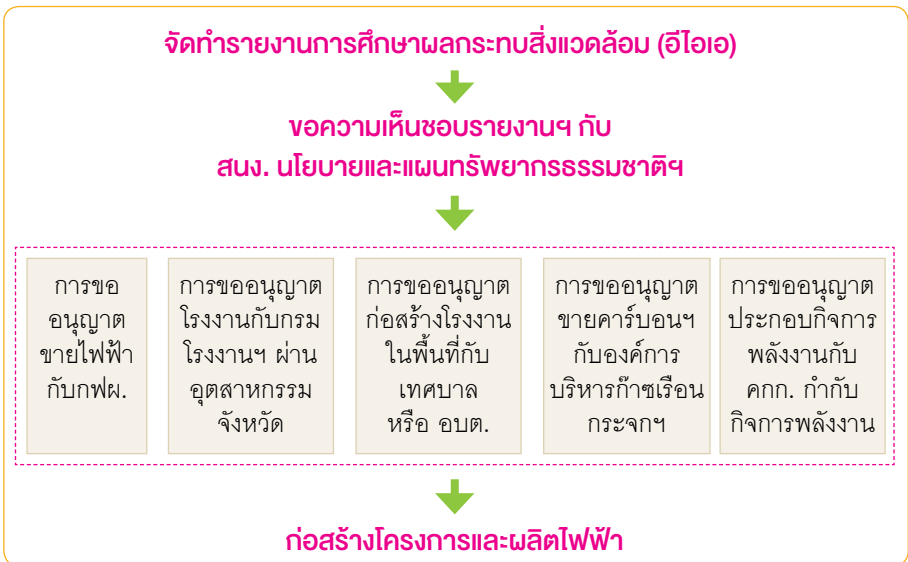 จัดทำรายงานการศึกษาผลกระทบสิ่งแวดล้อม (อีไอเอ)
ขอความเห็นชอบรายงานฯ กับ
สนง. นโยบายและแผนทรัพยากรธรรมชาติฯ
การขอ
อนุญาต
ขายไฟฟ้า
กับกฟผ.
การขออนุญาต
โรงงานกับกรม
โรงงานฯ ผ่าน
อุตสาหกรรม
จังหวัด
การขออนุญาต
ก่อสร้างโรงงาน
ในพื้นที่กับ
เทศบาล
หรือ อบต.
การขออนุญาต
ขายคาร์บอนฯ
กับองค์การ
บริหารก๊าซเรือน
กระจกฯ
การขออนุญาต
ประกอบกิจการ
พลังงานกับ
คกก. กำกับ
กิจการพลังงาน
ก่อสร้างโครงการและผลิตไฟฟ้า